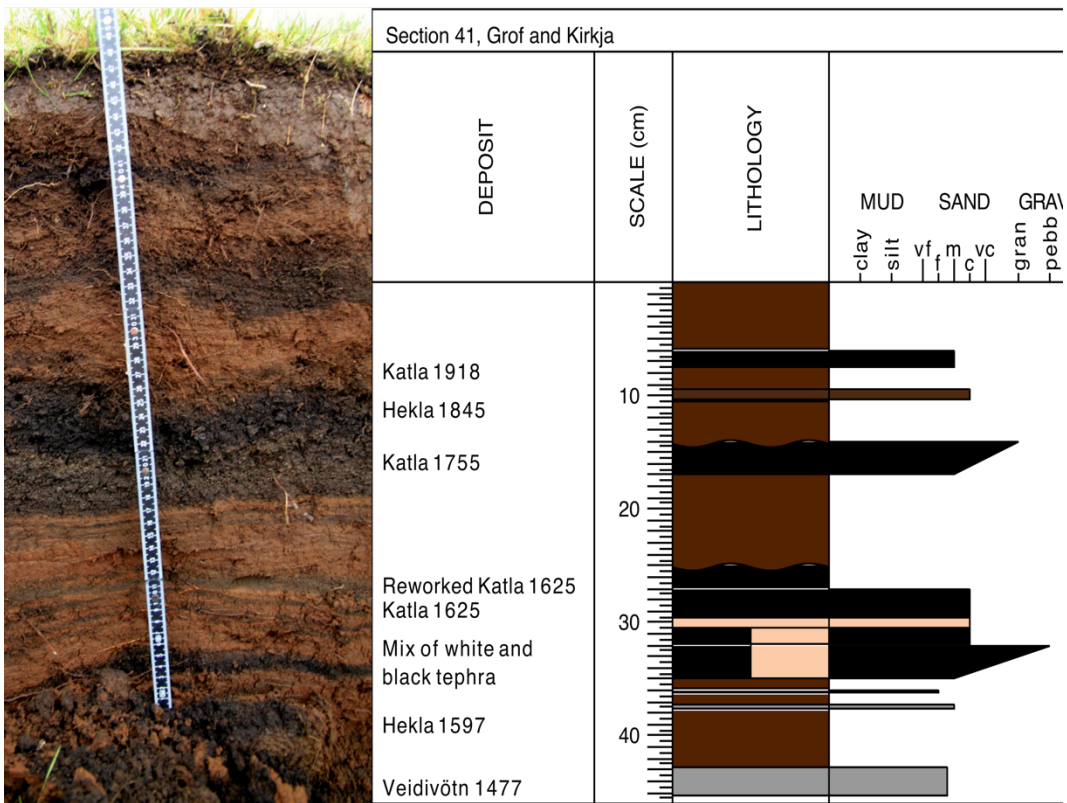 Section 41, Grof and Kirkja
DEPOSIT
SCALE (cm)
LITHOLOGY
MUD SAND GRAV
clay
silt
vf
f
m
c
vc
gran
pebb
Katla 1918
10
Hekla 1845
Katla 1755
20
Reworked Katla 1625
Katla 1625
30
Mix of white and
black tephra
Hekla 1597
40
Veidivötn 1477